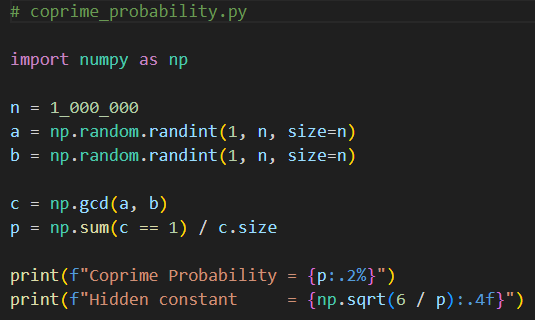 # coprime_probability.py

import numpy as np

n = 1_000_000
a = np.random.randint(1, n, size=n)
b = np.random.randint(1, n, size=n)

c = np.gcd(a, b)
p = np.sum(c == 1) / c.size

print(f"Coprime Probability = {p:.2%}")
print(f"Hidden constant     = {np.sqrt(6 / p):.4f}")